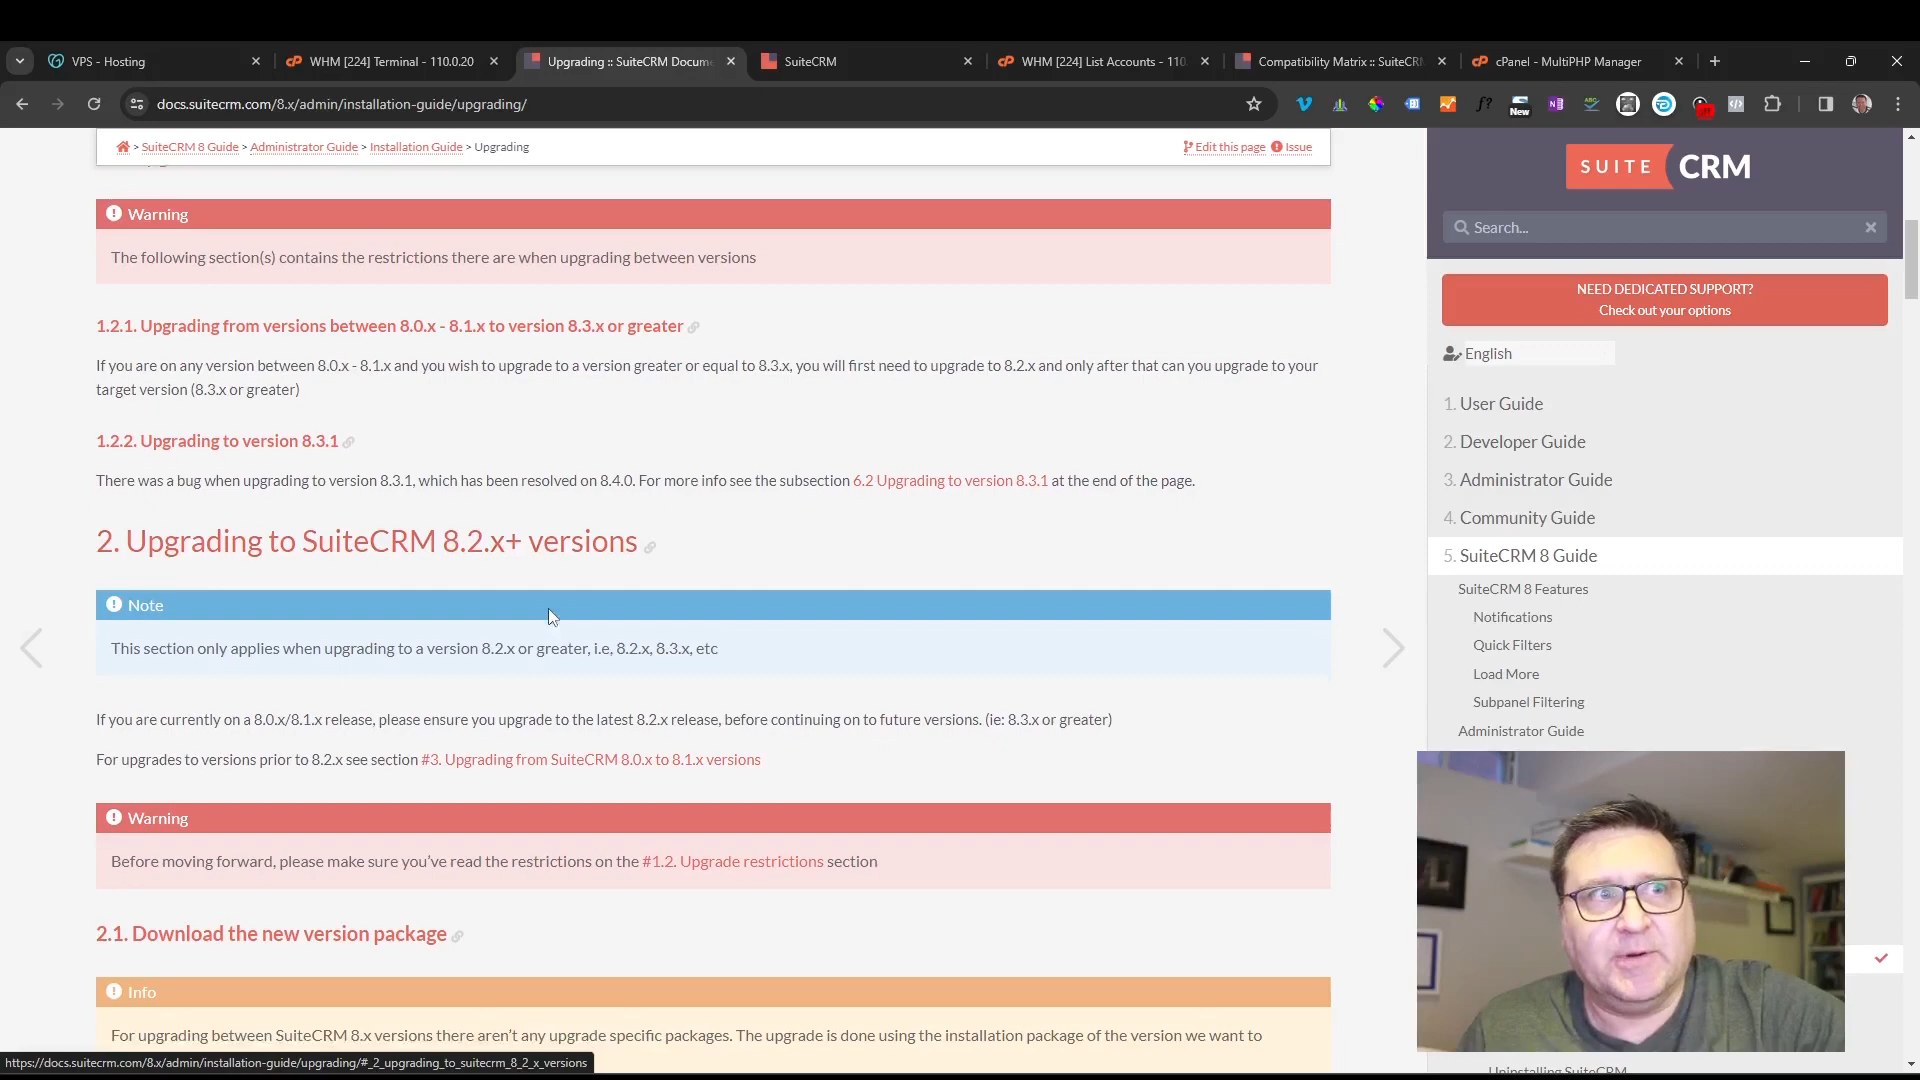 VPS - Hosting
WHM [224] Terminal - 110.0.20
Upgrading :: SuiteCRM Docume
SuiteCRM
WHM [224] List Accounts - 110
Compatibility Matrix :: SuiteCR
cPanel - MultiPHP Manager
docs.suitecrm.com/8.x/admin/installation-guide/upgrading/
New
> SuiteCRM 8 Guide > Administrator Guide > Installation Guide > Upgrading
Edit this page Issue
Warning
The following section(s) contains the restrictions there are when upgrading between versions
1.2.1. Upgrading from versions between 8.0.x - 8.1.x to version 8.3.x or greater
If you are on any version between 8.0.x - 8.1.x and you wish to upgrade to a version greater or equal to 8.3.x, you will first need to upgrade to 8.2.x and only after that can you upgrade to your
target version (8.3.x or greater)
1.2.2. Upgrading to version 8.3.1
There was a bug when upgrading to version 8.3.1, which has been resolved on 8.4.0. For more info see the subsection 6.2 Upgrading to version 8.3.1 at the end of the page.
2. Upgrading to SuiteCRM 8.2.x+ versions
Note
This section only applies when upgrading to a version 8.2.x or greater, i.e, 8.2.x, 8.3.x, etc
If you are currently on a 8.0.x/8.1.x release, please ensure you upgrade to the latest 8.2.x release, before continuing on to future versions. (ie: 8.3.x or greater)
For upgrades to versions prior to 8.2.x see section #3. Upgrading from SuiteCRM 8.0.x to 8.1.x versions
Warning
Before moving forward, please make sure you've read the restrictions on the #1.2. Upgrade restrictions section
2.1. Download the new version package
Info
For upgrading between SuiteCRM 8.x versions there aren't any upgrade specific packages. The upgrade is done using the installation package of the version we want to
https://docs.suitecrm.com/8.x/admin/installation-guide/upgrading/#_2_upgrading_to_suitecrm_8_2_x_versions
SUITE CRM
Search...
NEED DEDICATED SUPPORT?
Check out your options
English
1. User Guide
2. Developer Guide
3. Administrator Guide
4. Community Guide
5. SuiteCRM 8 Guide
SuiteCRM 8 Features
Notifications
Quick Filters
Load More
Subpanel Filtering
Administrator Guide
Uninstalling SuiteCRM